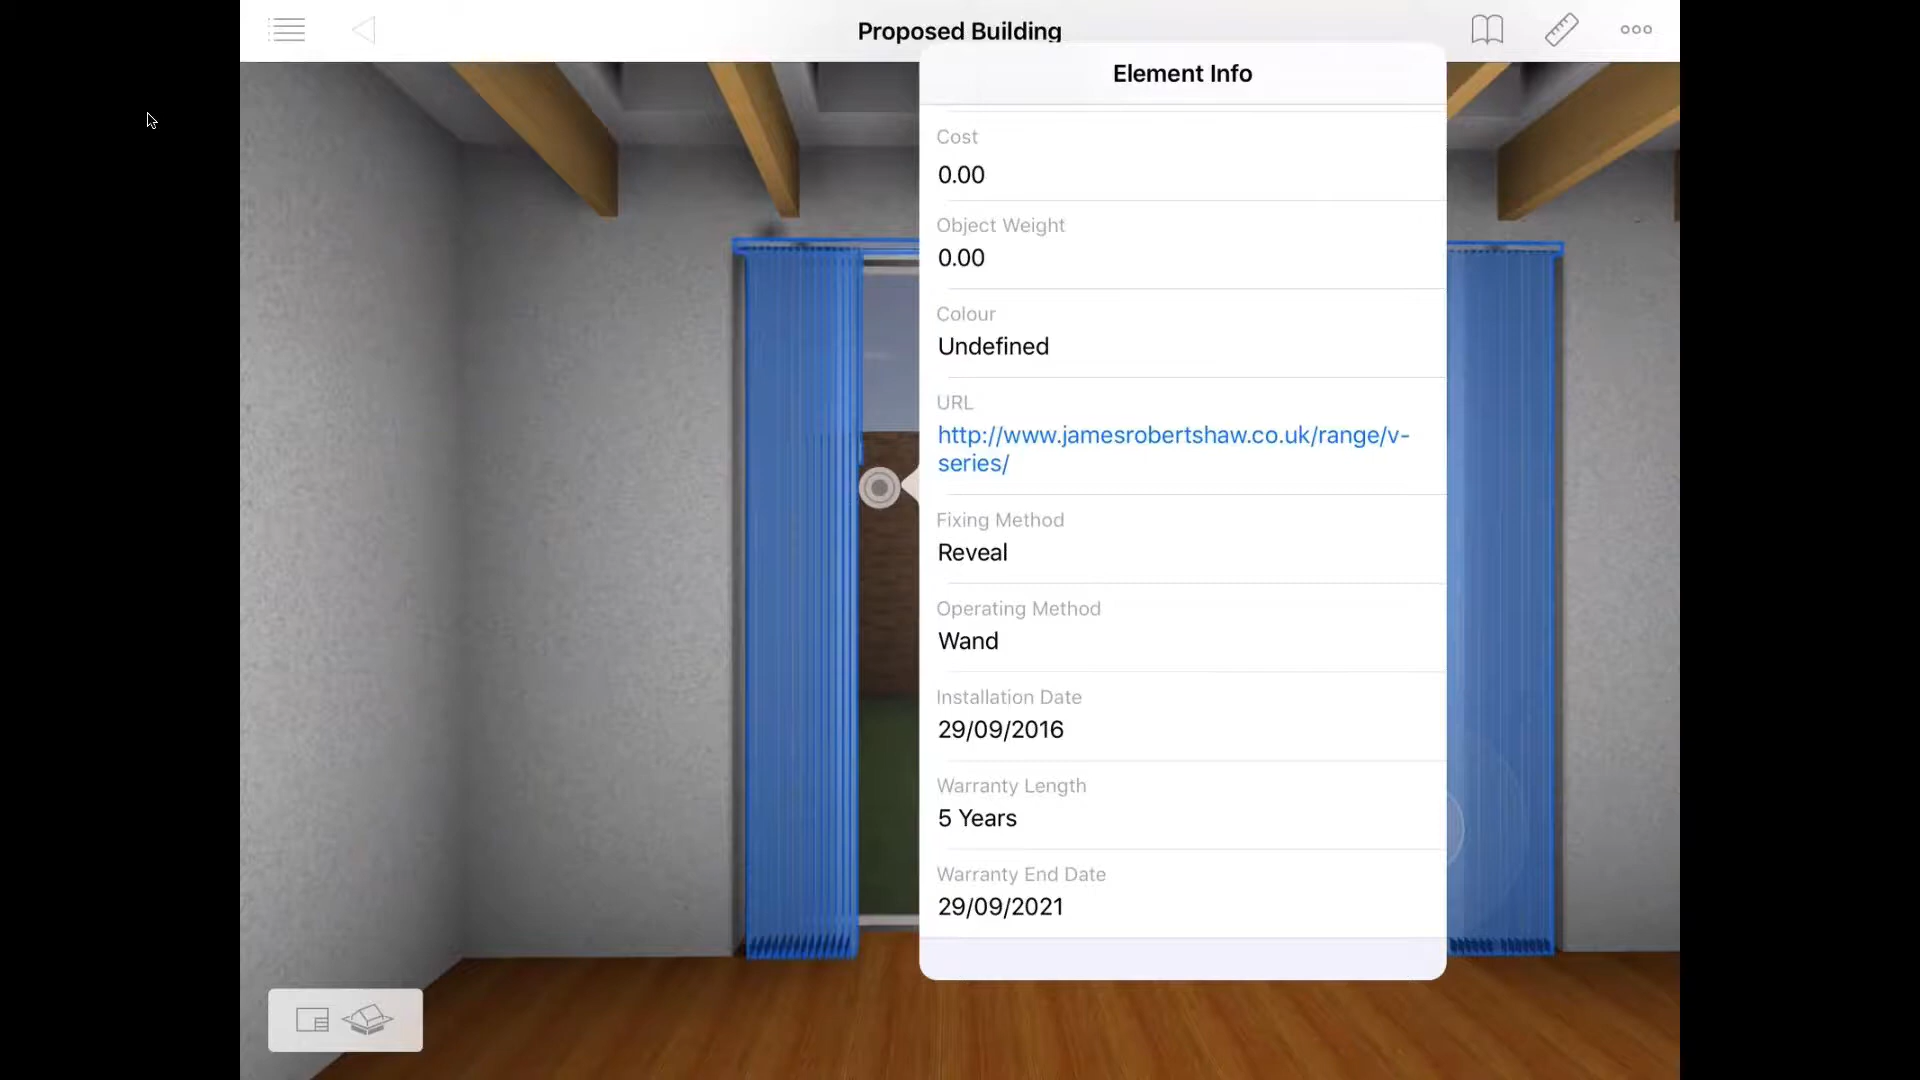 Proposed Building
Element Info
Cost
0.00
Object Weight
0.00
Colour
Undefined
URL
http://www.jamesrobertshaw.co.uk/range/v-
series/
Fixing Method
Reveal
Operating Method
Wand
Installation Date
29/09/2016
Warranty Length
5 Years
Warranty End Date
29/09/2021